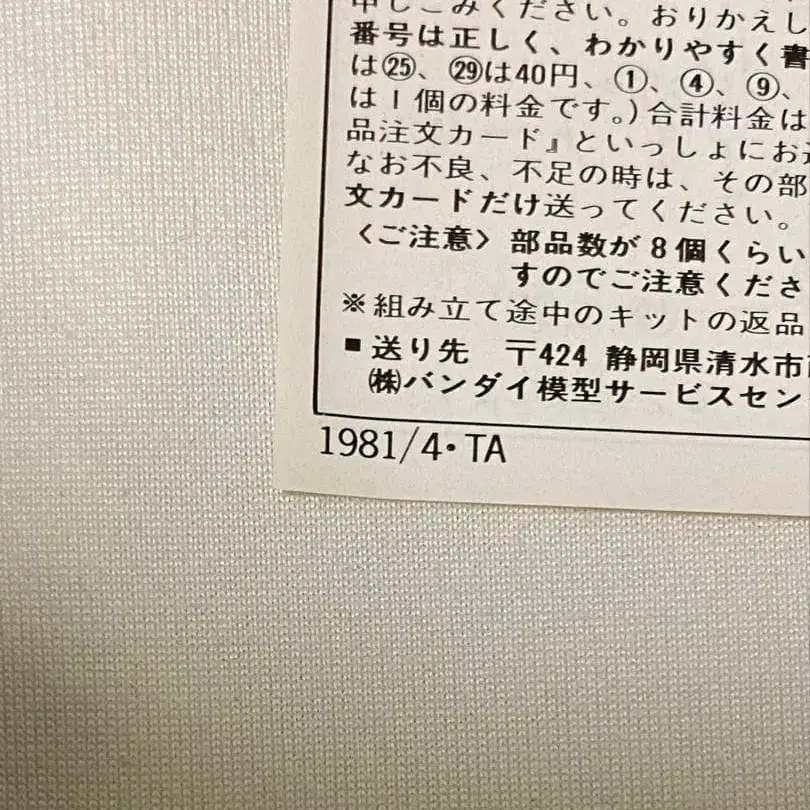 申しこみください。おりかえし
番号は正しく、わかりやすく書
は㉕、㉙は40円、①、④、⑨、
は1個の料金です。)合計料金は
品注文カード』といっしょにお送
なお不良、不足の時は、その部
文カードだけ送ってください。
〈ご注意〉部品数が8個くらい
すのでご注意くださ
※組み立て途中のキットの返品
■送り先 〒424 静岡県清水市
㈱バンダイ模型サービスセン
1981/4・TA